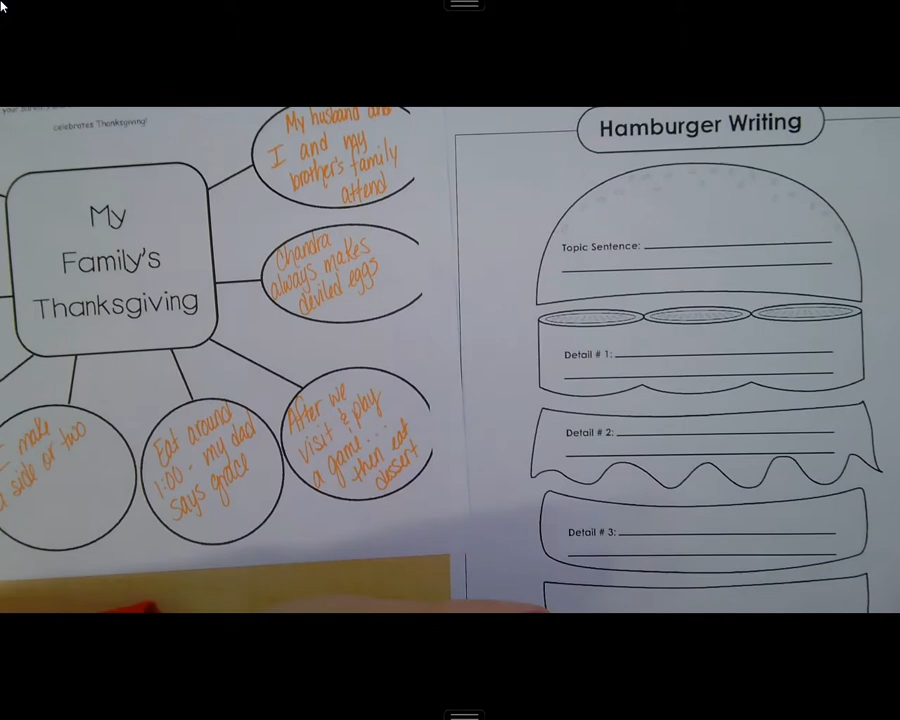 celebrates Thanksgiving!
My
Family's
Thanksgiving
My husband and
I and my
brother's family
attend
Chandra
always makes
deviled eggs
After we
visit & play
a game...
then eat
dessert
Eat around
1:00 - my dad
says grace
I make
a side or two
Hamburger Writing
Topic Sentence:
Detail # 1:
Detail # 2:
Detail # 3: